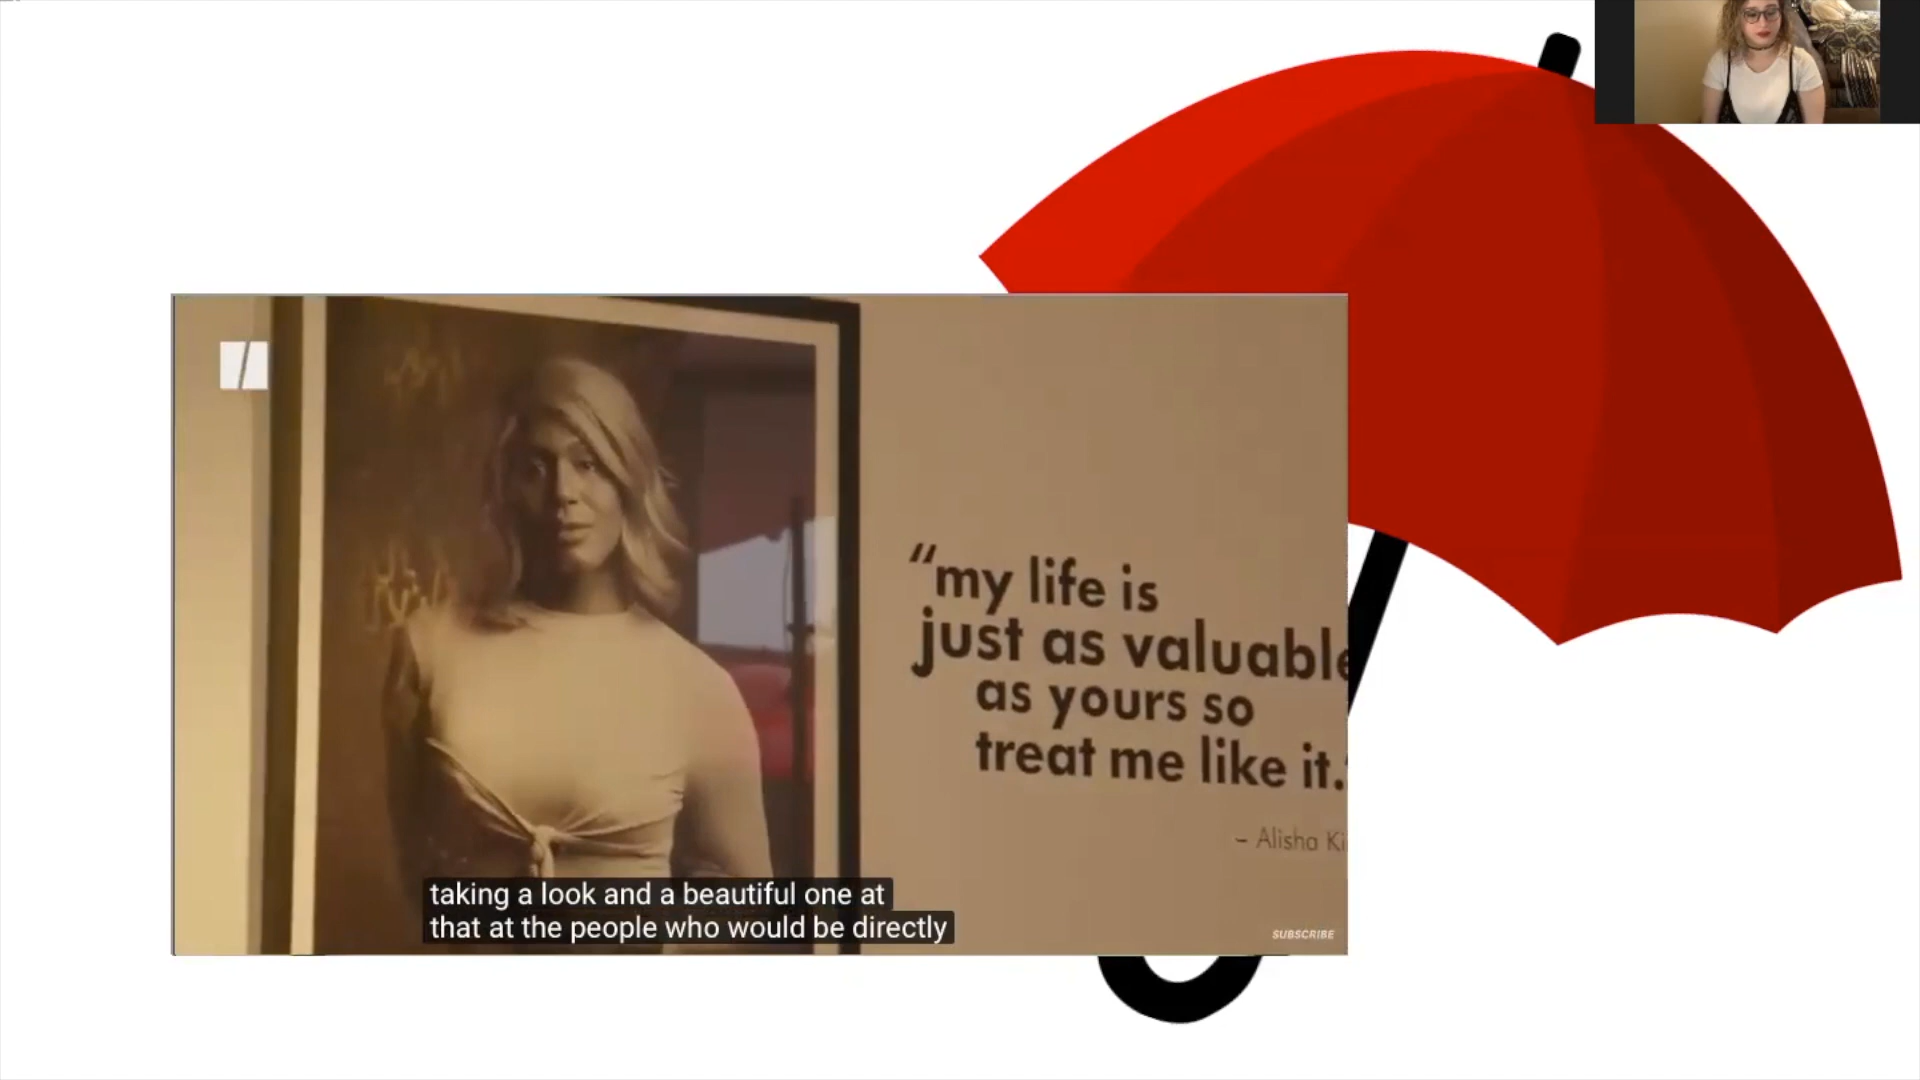 “my life is
just as valuable
as yours so
treat me like it.”
– Alisha Ki
taking a look and a beautiful one at
that at the people who would be directly
SUBSCRIBE